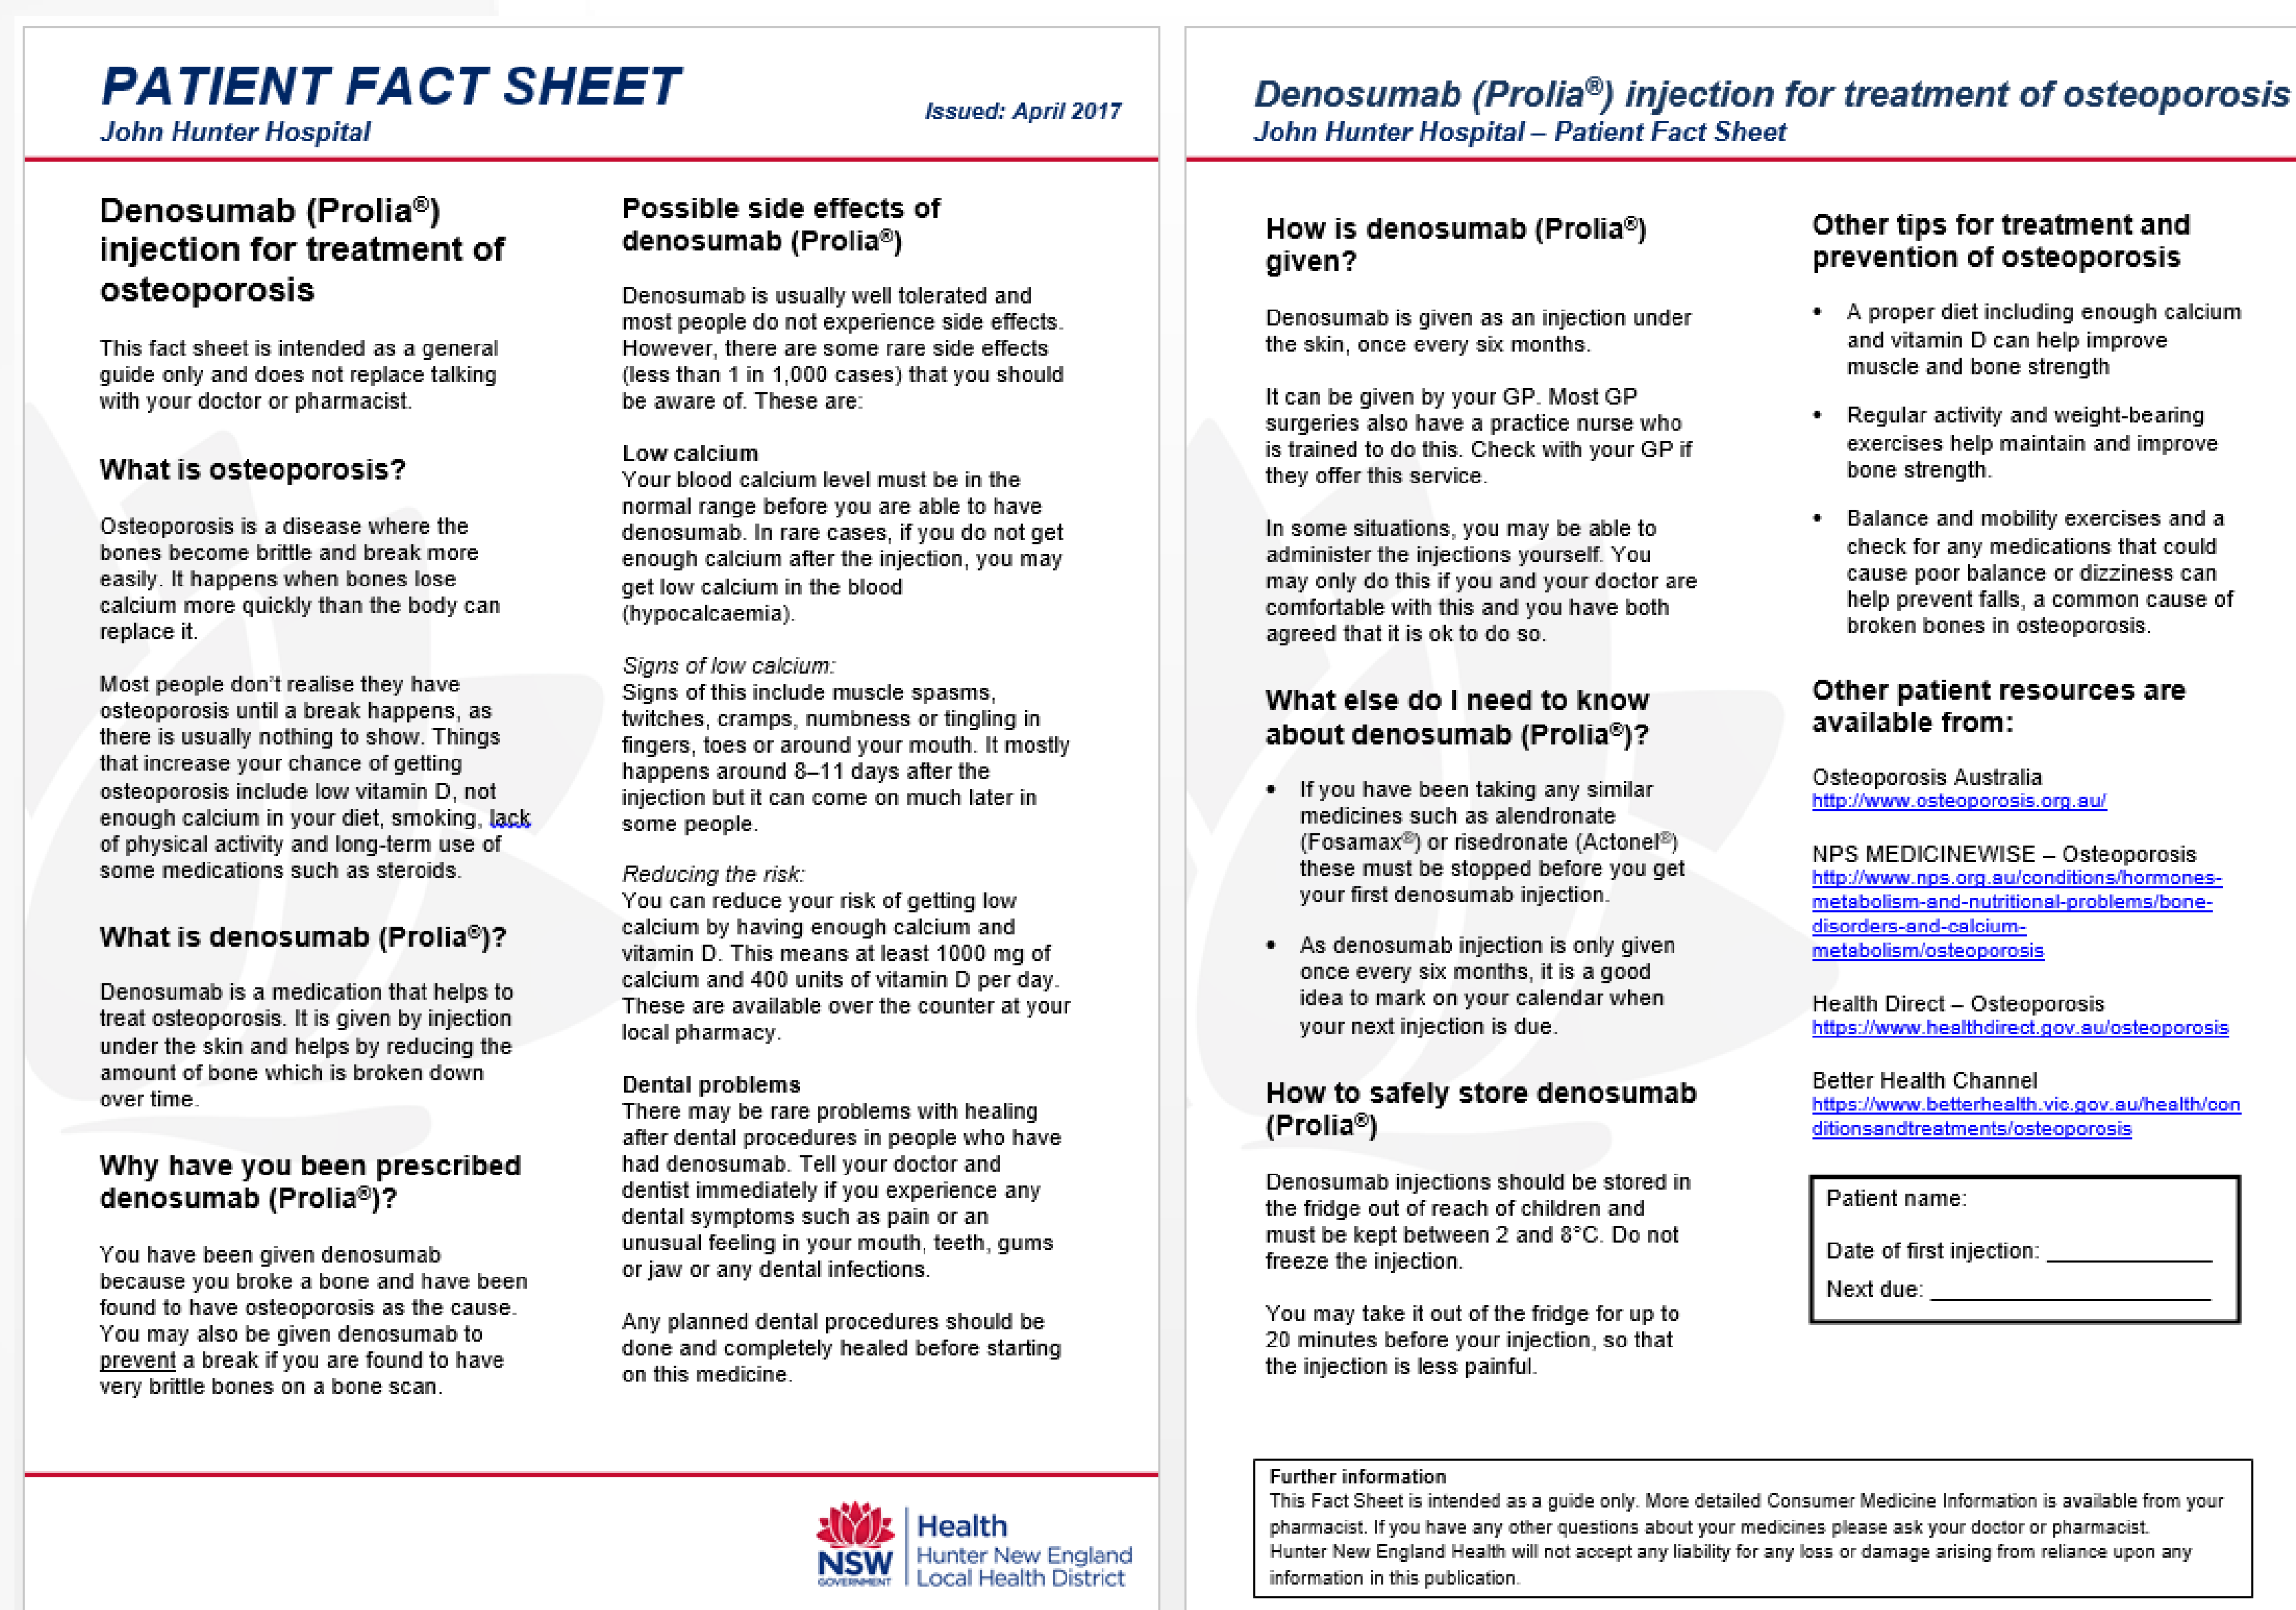 PATIENT FACT SHEET
John Hunter Hospital
Issued: April 2017
Denosumab (Prolia®)
injection for treatment of
osteoporosis
This fact sheet is intended as a general
guide only and does not replace talking
with your doctor or pharmacist.
What is osteoporosis?
Osteoporosis is a disease where the
bones become brittle and break more
easily. It happens when bones lose
calcium more quickly than the body can
replace it.
Most people don't realise they have
osteoporosis until a break happens, as
there is usually nothing to show. Things
that increase your chance of getting
osteoporosis include low vitamin D, not
enough calcium in your diet, smoking, lack
of physical activity and long-term use of
some medications such as steroids.
What is denosumab (Prolia®)?
Denosumab is a medication that helps to
treat osteoporosis. It is given by injection
under the skin and helps by reducing the
amount of bone which is broken down
over time.
Why have you been prescribed
denosumab (Prolia®)?
You have been given denosumab
because you broke a bone and have been
found to have osteoporosis as the cause.
You may also be given denosumab to
prevent a break if you are found to have
very brittle bones on a bone scan.
Possible side effects of
denosumab (Prolia®)
Denosumab is usually well tolerated and
most people do not experience side effects.
However, there are some rare side effects
(less than 1 in 1,000 cases) that you should
be aware of. These are:
Low calcium
Your blood calcium level must be in the
normal range before you are able to have
denosumab. In rare cases, if you do not get
enough calcium after the injection, you may
get low calcium in the blood
(hypocalcaemia).
Signs of low calcium:
Signs of this include muscle spasms,
twitches, cramps, numbness or tingling in
fingers, toes or around your mouth. It mostly
happens around 8–11 days after the
injection but it can come on much later in
some people.
Reducing the risk:
You can reduce your risk of getting low
calcium by having enough calcium and
vitamin D. This means at least 1000 mg of
calcium and 400 units of vitamin D per day.
These are available over the counter at your
local pharmacy.
Dental problems
There may be rare problems with healing
after dental procedures in people who have
had denosumab. Tell your doctor and
dentist immediately if you experience any
dental symptoms such as pain or an
unusual feeling in your mouth, teeth, gums
or jaw or any dental infections.
Any planned dental procedures should be
done and completely healed before starting
on this medicine.
NSW
GOVERNMENT
Health
Hunter New England
Local Health District
Denosumab (Prolia®) injection for treatment of osteoporosis
John Hunter Hospital – Patient Fact Sheet
How is denosumab (Prolia®)
given?
Denosumab is given as an injection under
the skin, once every six months.
It can be given by your GP. Most GP
surgeries also have a practice nurse who
is trained to do this. Check with your GP if
they offer this service.
In some situations, you may be able to
administer the injections yourself. You
may only do this if you and your doctor are
comfortable with this and you have both
agreed that it is ok to do so.
What else do I need to know
about denosumab (Prolia®)?
• If you have been taking any similar
medicines such as alendronate
(Fosamax®) or risedronate (Actonel®)
these must be stopped before you get
your first denosumab injection.
• As denosumab injection is only given
once every six months, it is a good
idea to mark on your calendar when
your next injection is due.
How to safely store denosumab
(Prolia®)
Denosumab injections should be stored in
the fridge out of reach of children and
must be kept between 2 and 8°C. Do not
freeze the injection.
You may take it out of the fridge for up to
20 minutes before your injection, so that
the injection is less painful.
Other tips for treatment and
prevention of osteoporosis
• A proper diet including enough calcium
and vitamin D can help improve
muscle and bone strength
• Regular activity and weight-bearing
exercises help maintain and improve
bone strength.
• Balance and mobility exercises and a
check for any medications that could
cause poor balance or dizziness can
help prevent falls, a common cause of
broken bones in osteoporosis.
Other patient resources are
available from:
Osteoporosis Australia
http://www.osteoporosis.org.au/
NPS MEDICINEWISE – Osteoporosis
http://www.nps.org.au/conditions/hormones-
metabolism-and-nutritional-problems/bone-
disorders-and-calcium-
metabolism/osteoporosis
Health Direct – Osteoporosis
https://www.healthdirect.gov.au/osteoporosis
Better Health Channel
https://www.betterhealth.vic.gov.au/health/con
ditionsandtreatments/osteoporosis
Patient name:
Date of first injection: ______________
Next due: ________________________
Further information
This Fact Sheet is intended as a guide only. More detailed Consumer Medicine Information is available from your
pharmacist. If you have any other questions about your medicines please ask your doctor or pharmacist.
Hunter New England Health will not accept any liability for any loss or damage arising from reliance upon any
information in this publication.